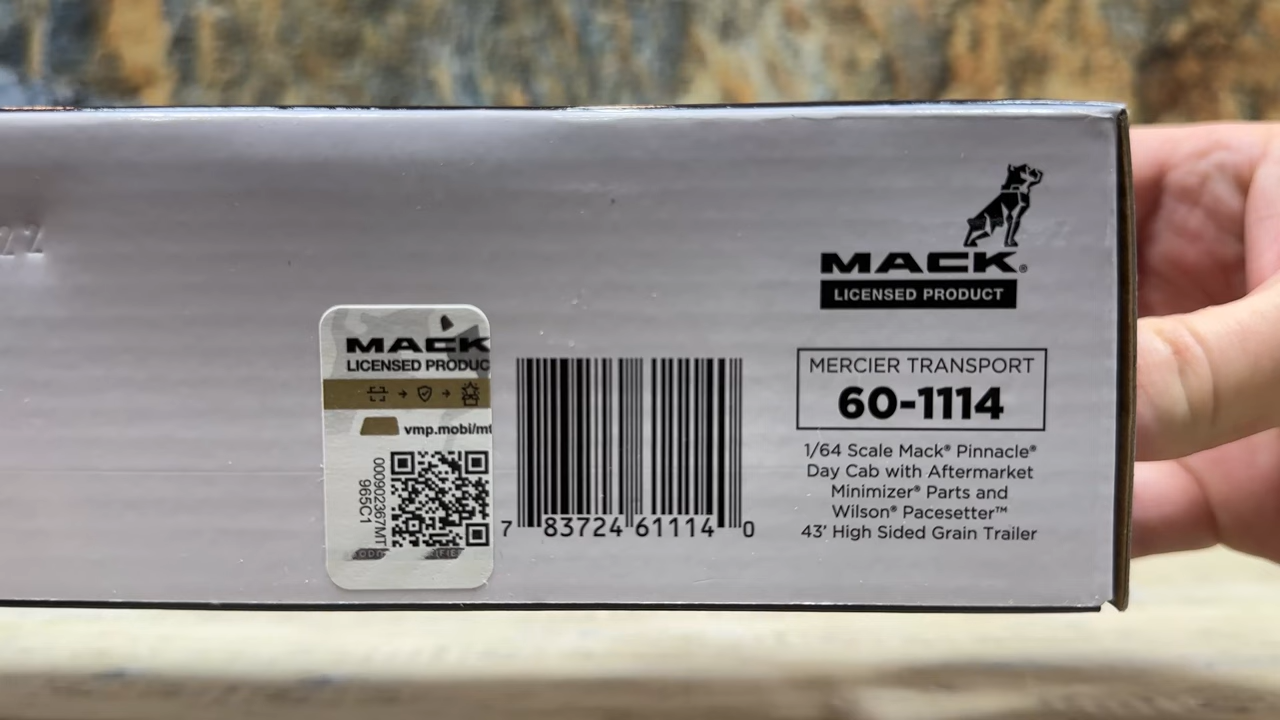 MACK®
LICENSED PRODUCT
MACK
LICENSED PRODUC
vmp.mobi/mt
000902367MT
965C1
7 83724 61114 0
MERCIER TRANSPORT
60-1114
1/64 Scale Mack® Pinnacle®
Day Cab with Aftermarket
Minimizer® Parts and
Wilson® Pacesetter™
43' High Sided Grain Trailer